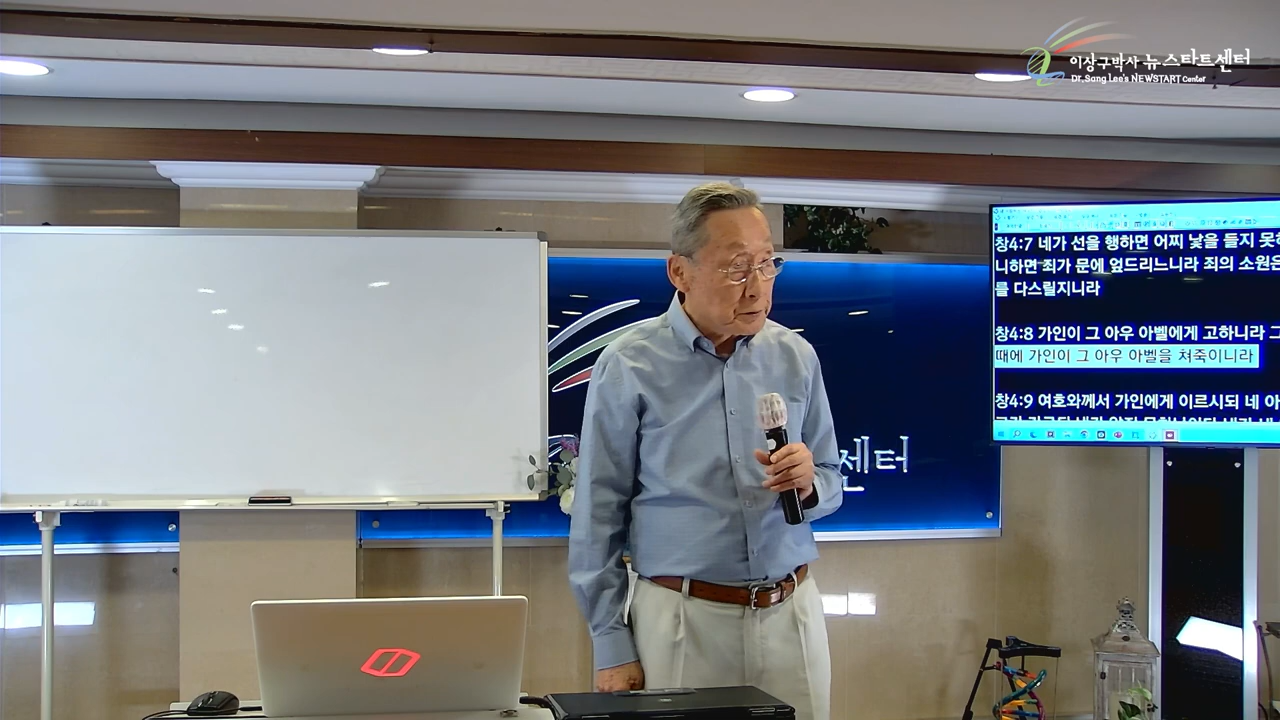 이상구박사 뉴스타트센터
Dr. Sang Lee's NEWSTART Center
창4:7 네가 선을 행하면 어찌 낯을 들지 못하
니하면 죄가 문에 엎드리느니라 죄의 소원은
를 다스릴지니라
창4:8 가인이 그 아우 아벨에게 고하니라 그
때에 가인이 그 아우 아벨을 쳐죽이니라
창4:9 여호와께서 가인에게 이르시되 네 아
센터